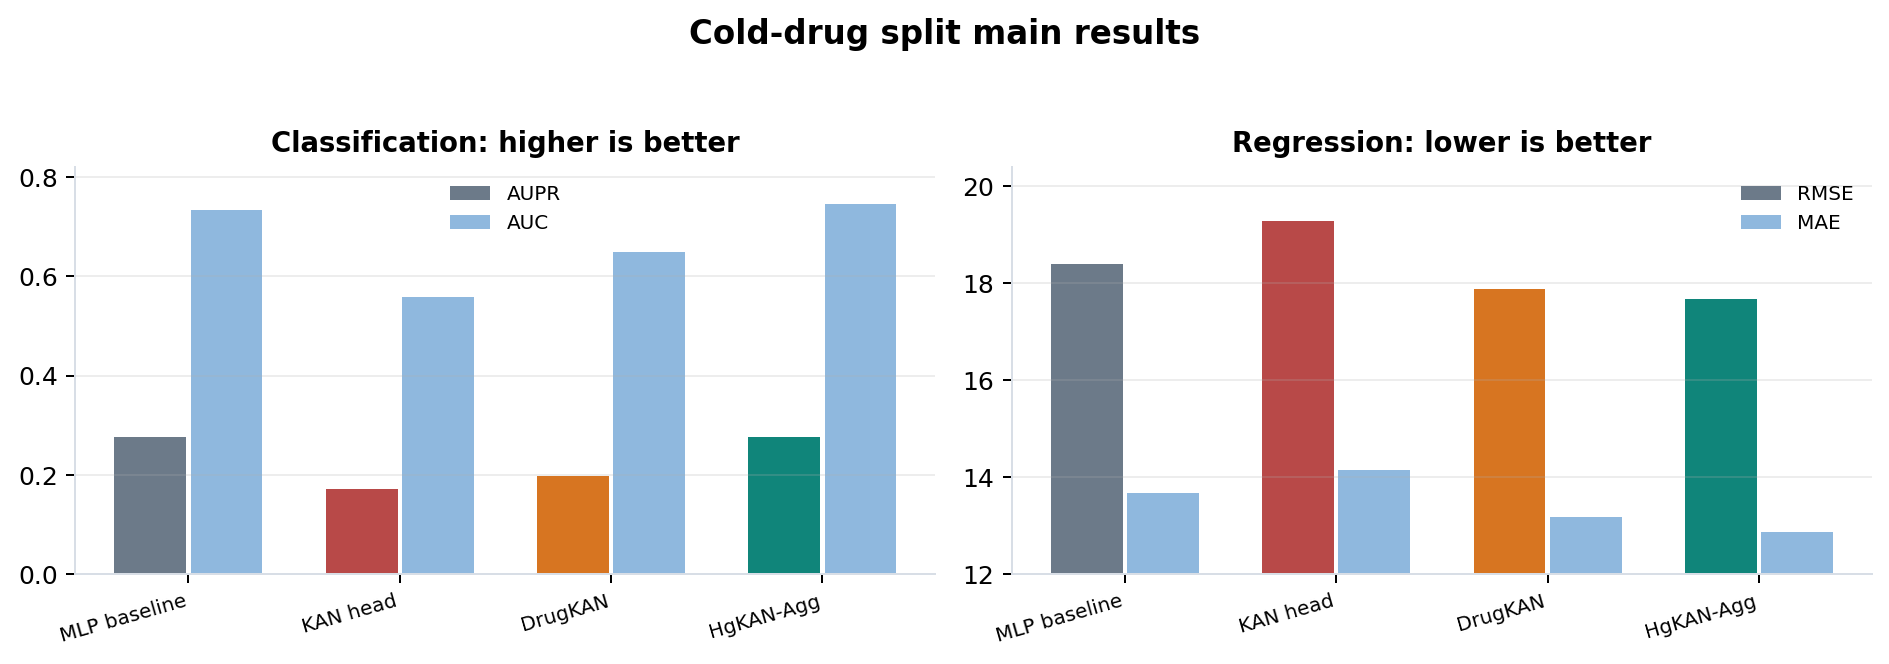 Cold-drug split main results
Classification: higher is better
AUPR
AUC
0.8
0.6
0.4
0.2
0.0
MLP baseline
KAN head
DrugKAN
HgKAN-Agg
Regression: lower is better
RMSE
MAE
20
18
16
14
12
MLP baseline
KAN head
DrugKAN
HgKAN-Agg